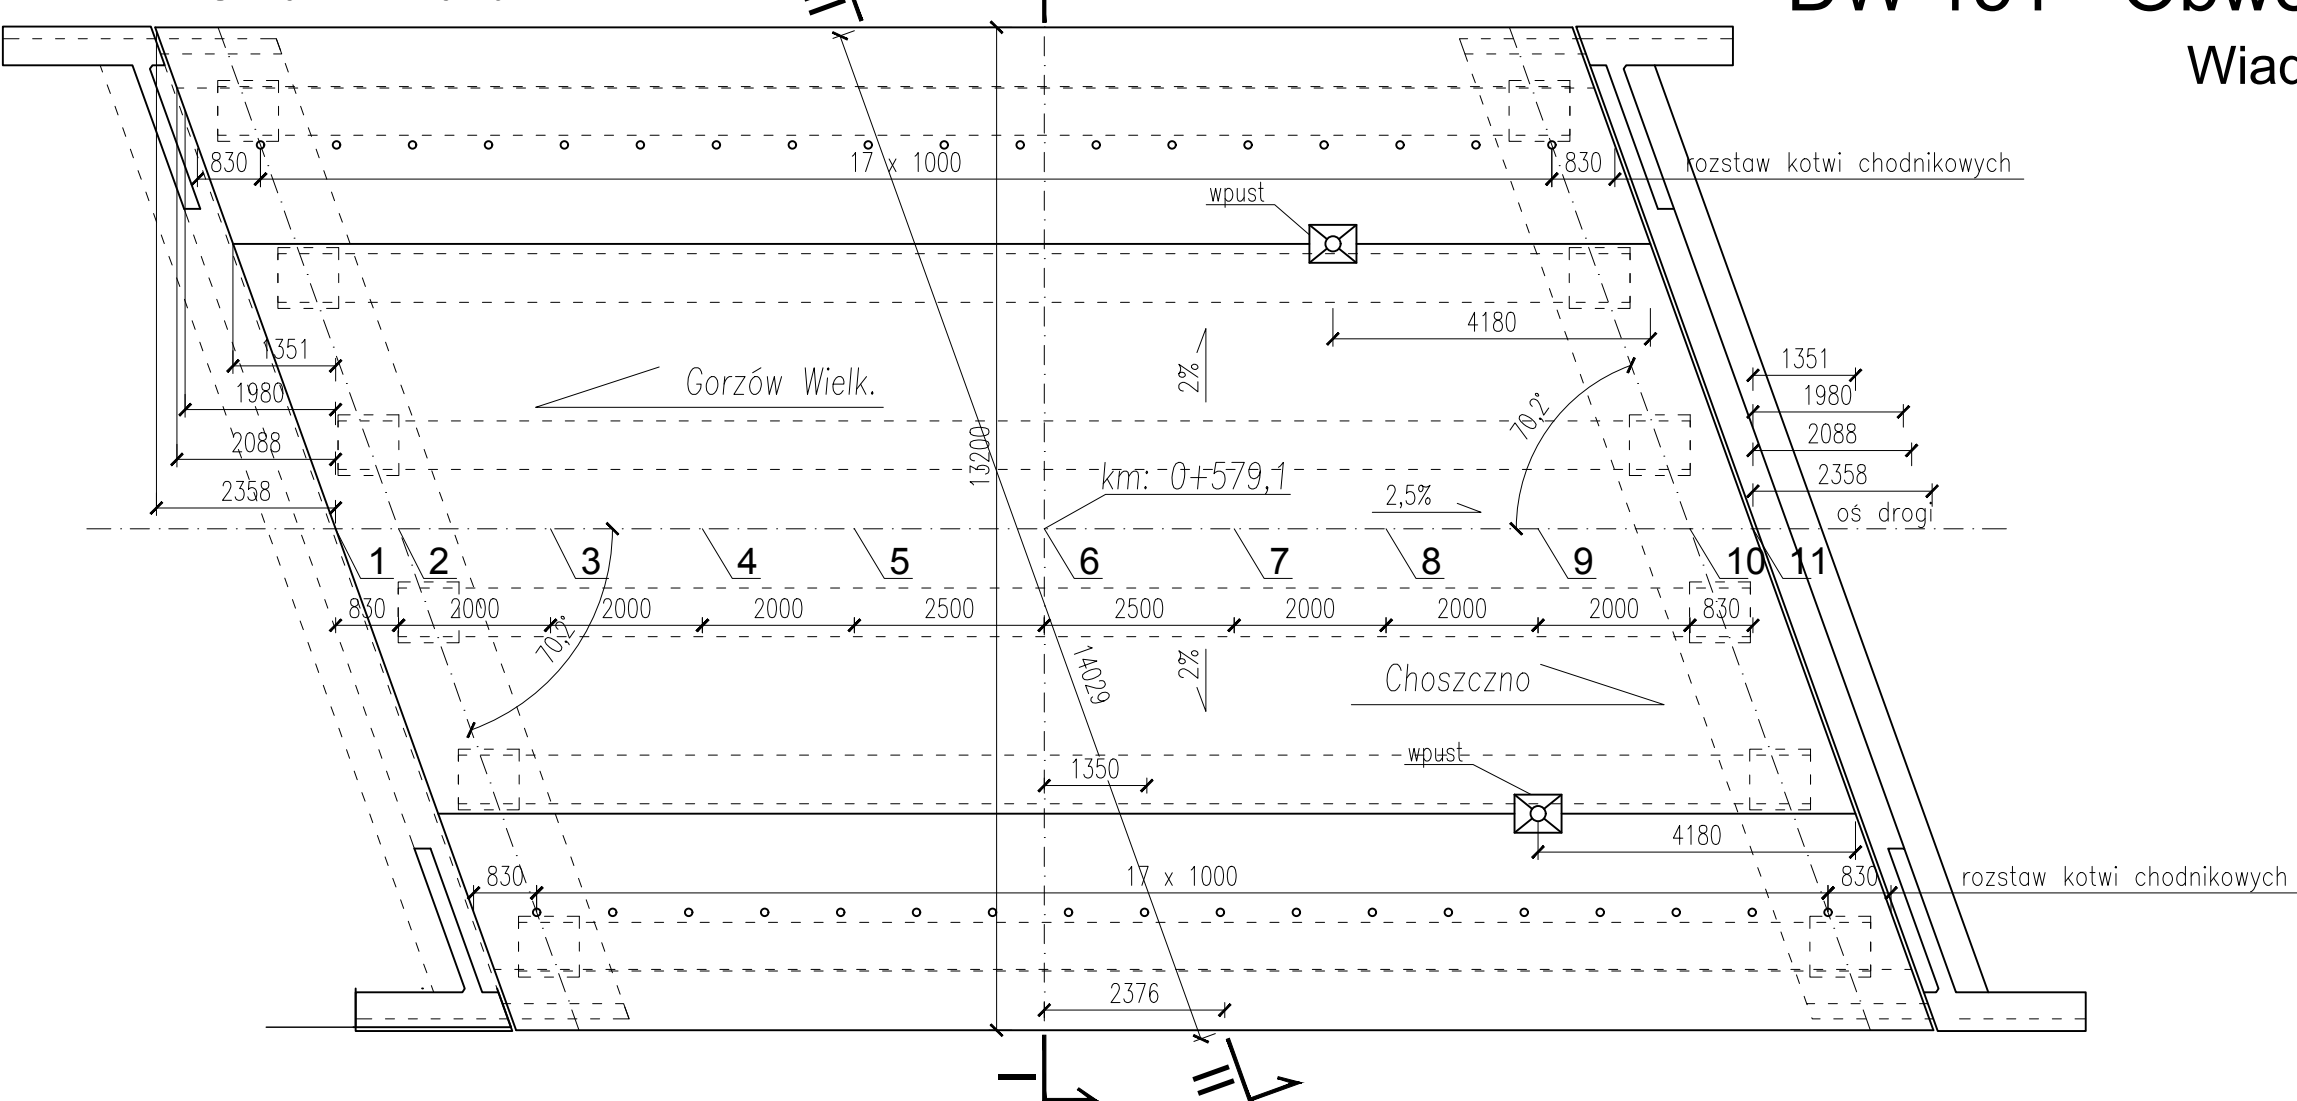 Wiad
830
17 x 1000
830
rozstaw kotwi chodnikowych
wpust
4180
1351
1351
Gorzów Wielk.
2%
1980
1980
70,2°
2088
13200
2088
km: 0+579,1
2358
2,5%
2358
oś drogi
1 2 3 4 5 6 7 8 9 10 11
830 2000 2000 2000 2500 2500 2000 2000 2000 830
70,2°
14029
2%
Choszczno
wpust
1350
4180
830
17 x 1000
830
rozstaw kotwi chodnikowych
2376
I
II